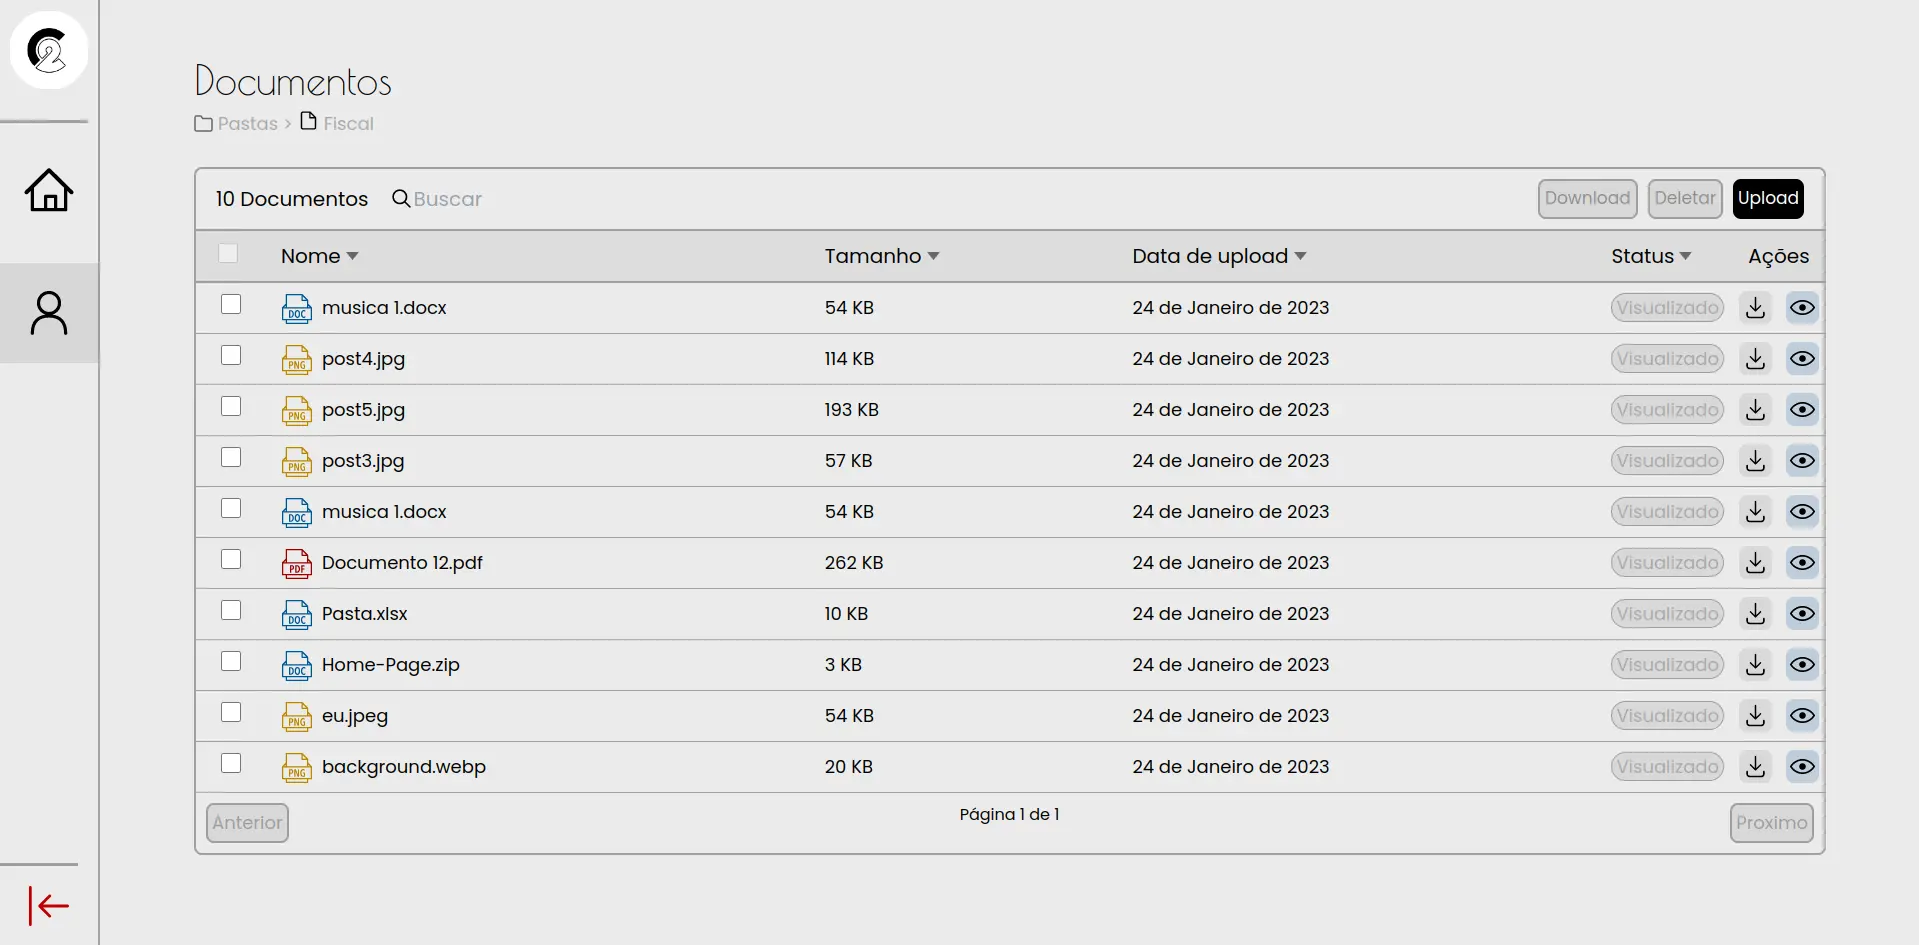 Documentos
Pastas > Fiscal
10 Documentos Buscar Download Deletar Upload
Nome Tamanho Data de upload Status Ações
DOC musica 1.docx 54 KB 24 de Janeiro de 2023 Visualizado
PNG post4.jpg 114 KB 24 de Janeiro de 2023 Visualizado
PNG post5.jpg 193 KB 24 de Janeiro de 2023 Visualizado
PNG post3.jpg 57 KB 24 de Janeiro de 2023 Visualizado
DOC musica 1.docx 54 KB 24 de Janeiro de 2023 Visualizado
PDF Documento 12.pdf 262 KB 24 de Janeiro de 2023 Visualizado
DOC Pasta.xlsx 10 KB 24 de Janeiro de 2023 Visualizado
DOC Home-Page.zip 3 KB 24 de Janeiro de 2023 Visualizado
PNG eu.jpeg 54 KB 24 de Janeiro de 2023 Visualizado
PNG background.webp 20 KB 24 de Janeiro de 2023 Visualizado
Anterior Página 1 de 1 Proximo